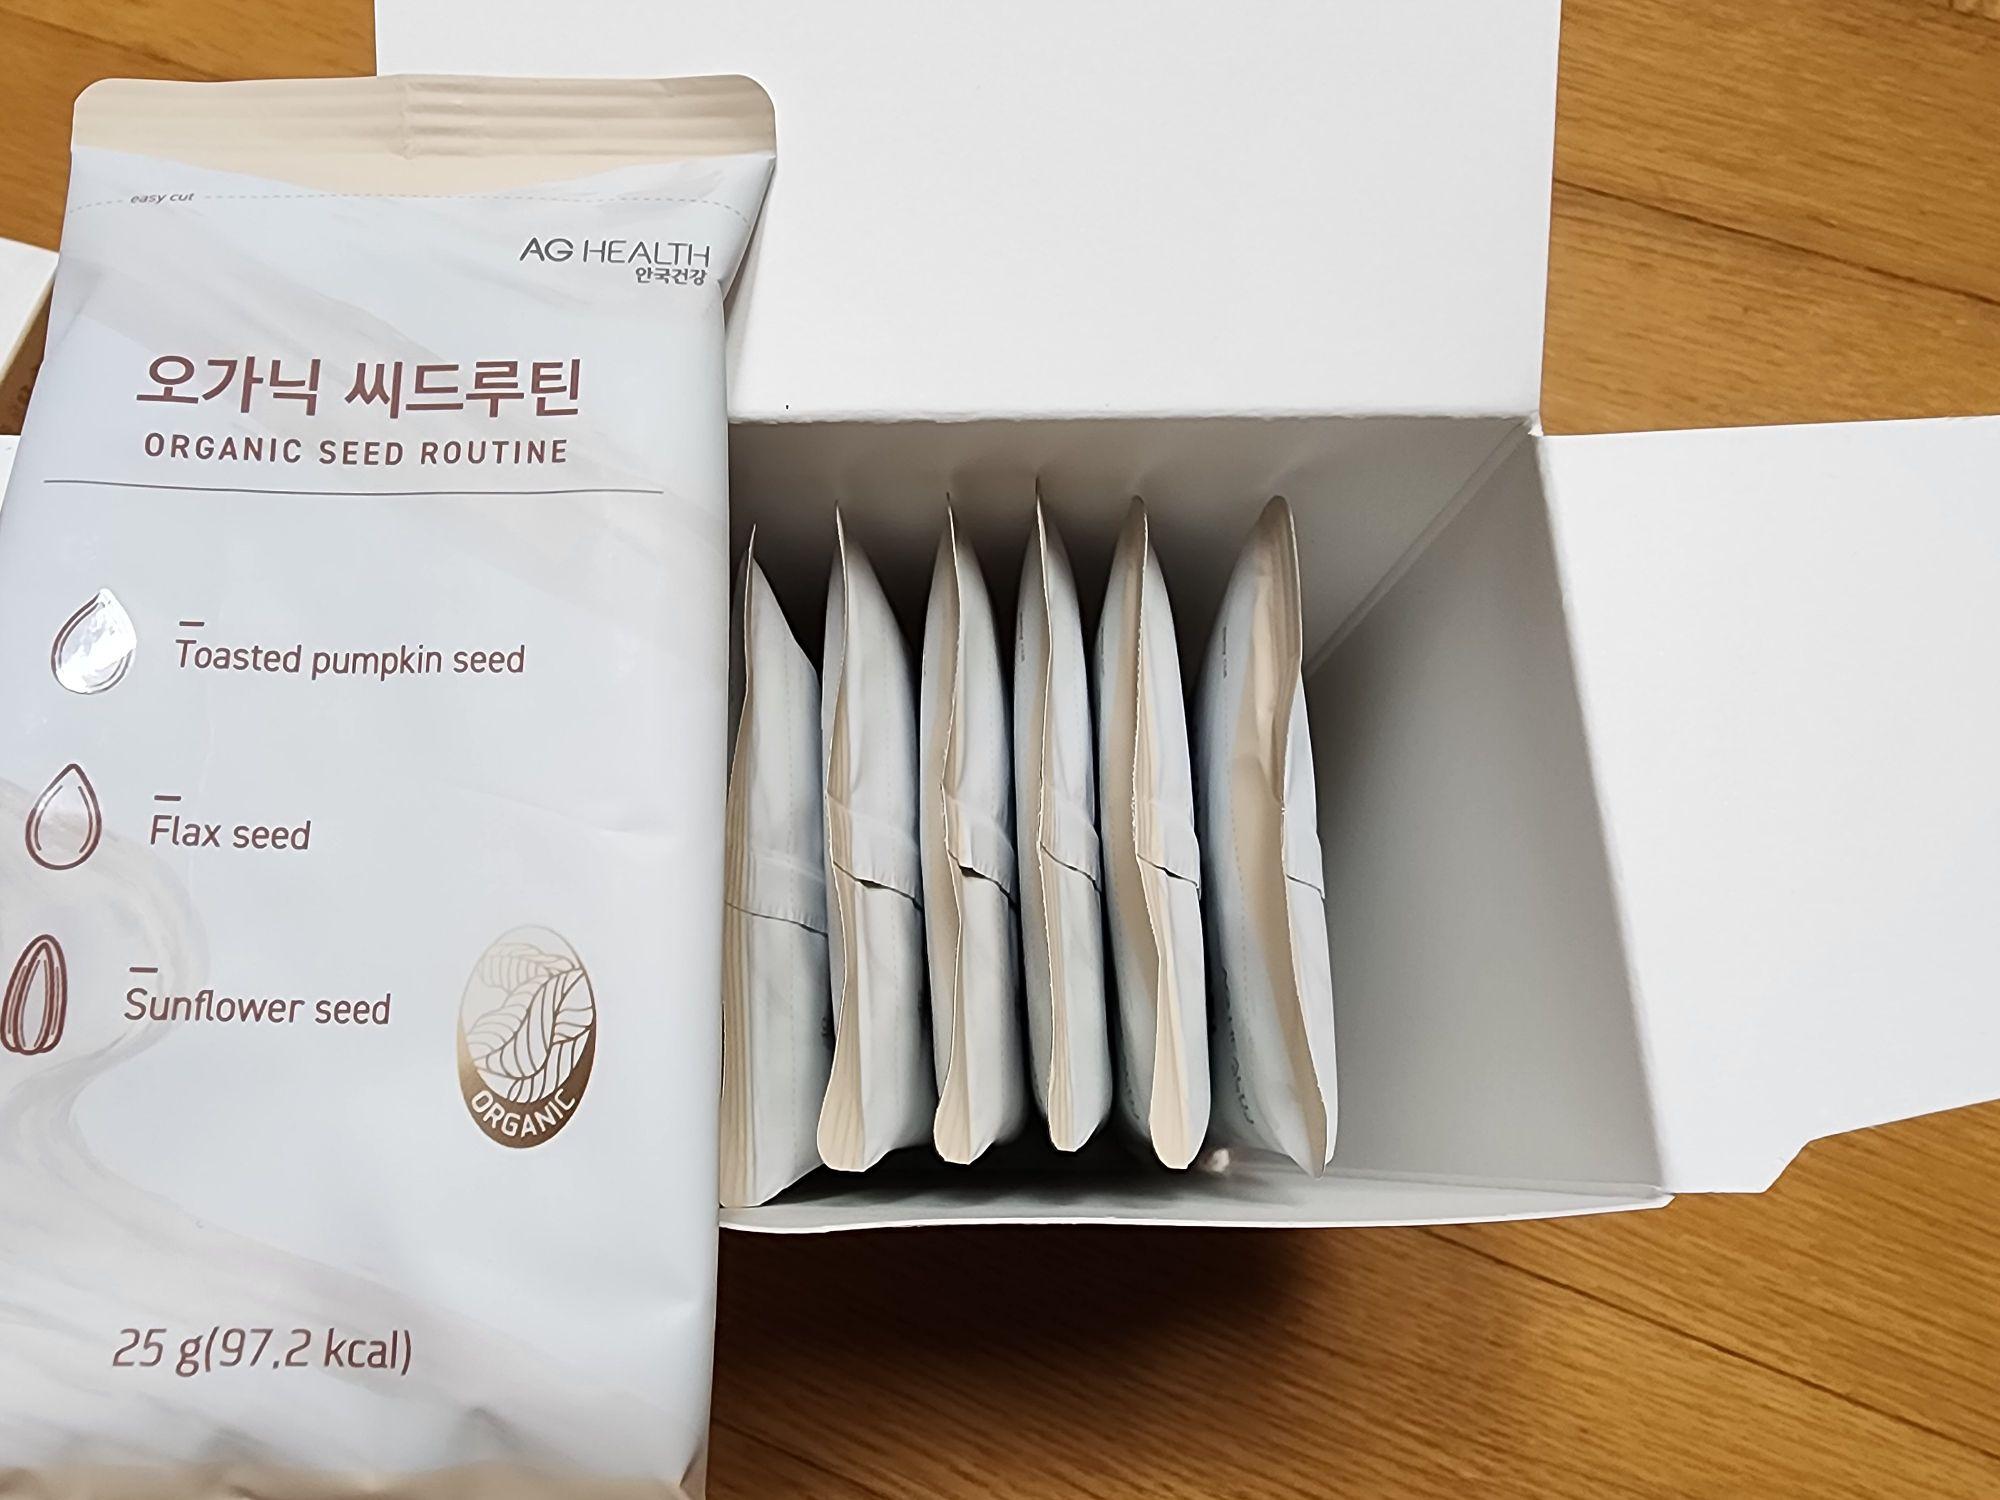 easy cut
AG HEALTH
안국건강
오가닉 씨드루틴
ORGANIC SEED ROUTINE
Toasted pumpkin seed
Flax seed
Sunflower seed
ORGANIC
25 g(97.2 kcal)